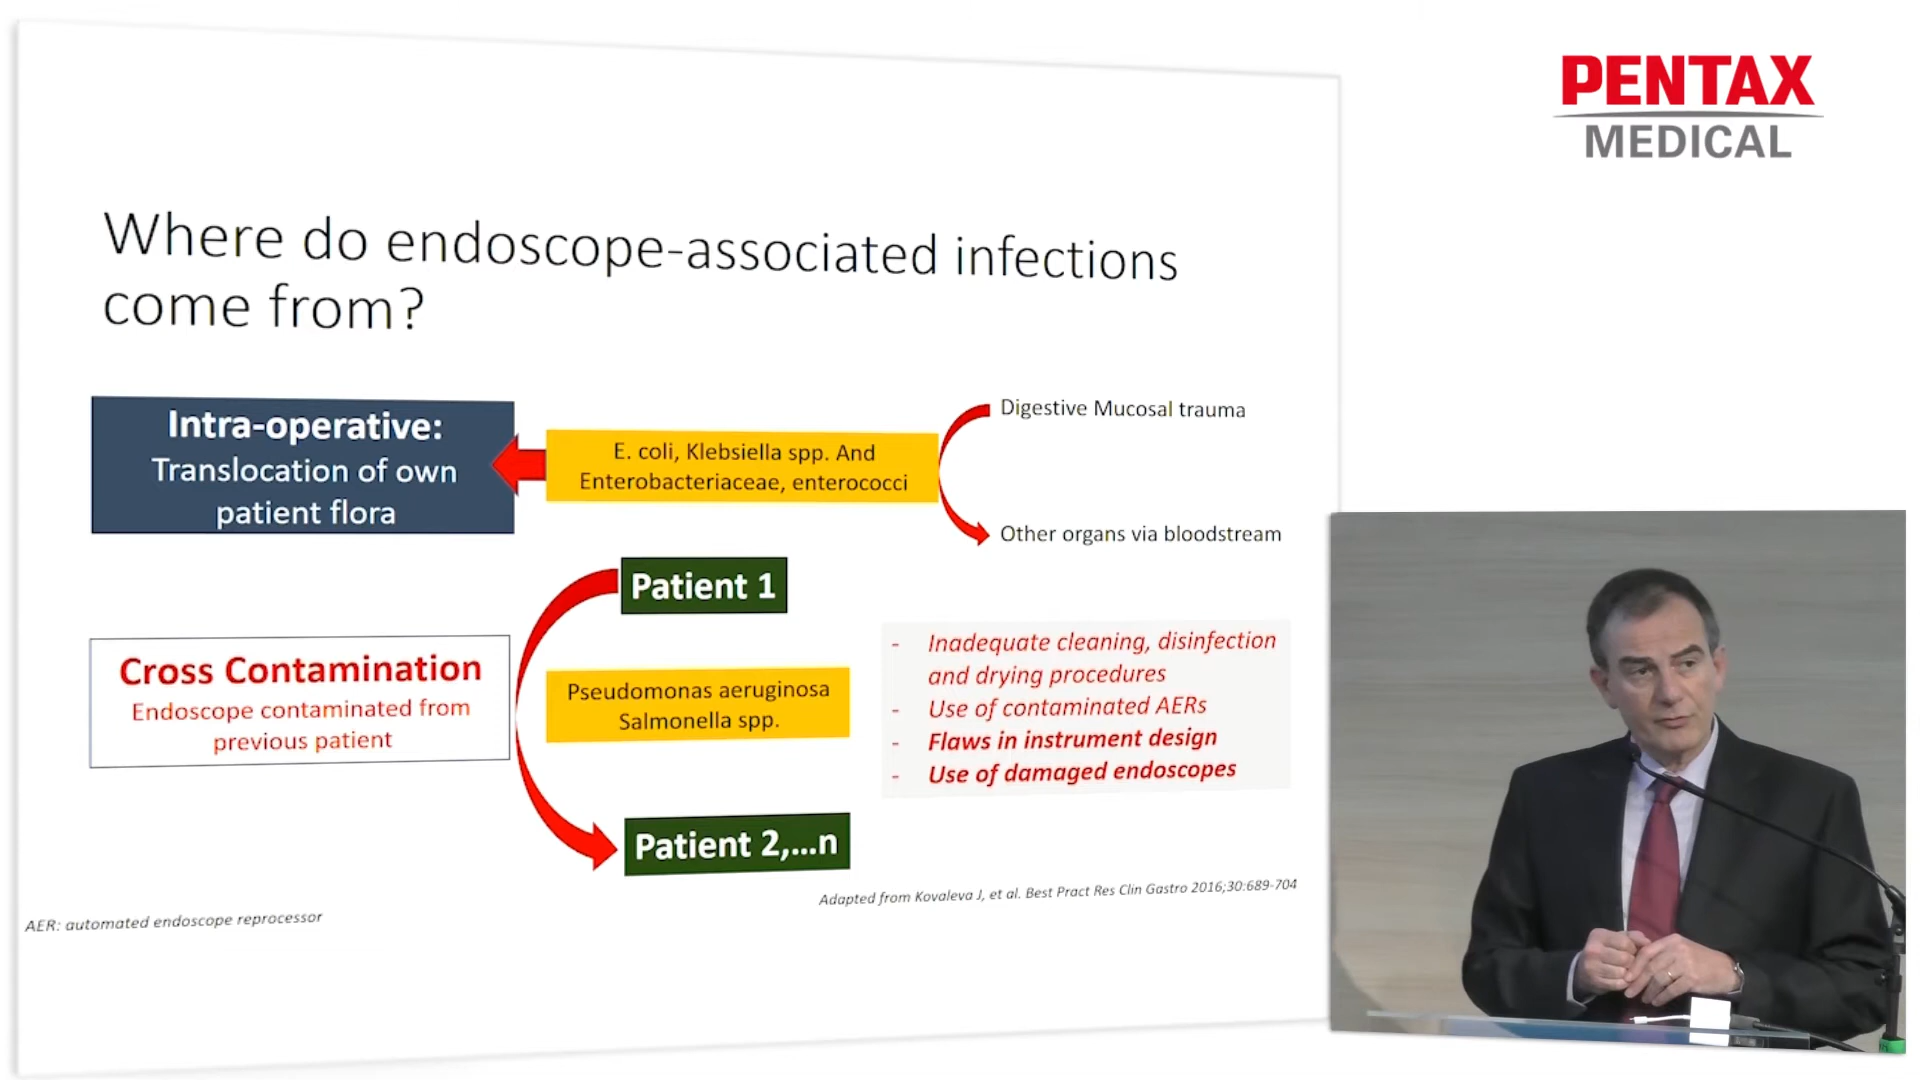 PENTAX
MEDICAL
Where do endoscope-associated infections
come from?
Intra-operative:
Translocation of own
patient flora
E. coli, Klebsiella spp. And
Enterobacteriaceae, enterococci
Digestive Mucosal trauma
Other organs via bloodstream
Patient 1
Cross Contamination
Endoscope contaminated from
previous patient
Pseudomonas aeruginosa
Salmonella spp.
- Inadequate cleaning, disinfection
and drying procedures
- Use of contaminated AERs
- Flaws in instrument design
- Use of damaged endoscopes
Patient 2,...n
Adapted from Kovaleva J, et al. Best Pract Res Clin Gastro 2016;30:689-704
AER: automated endoscope reprocessor